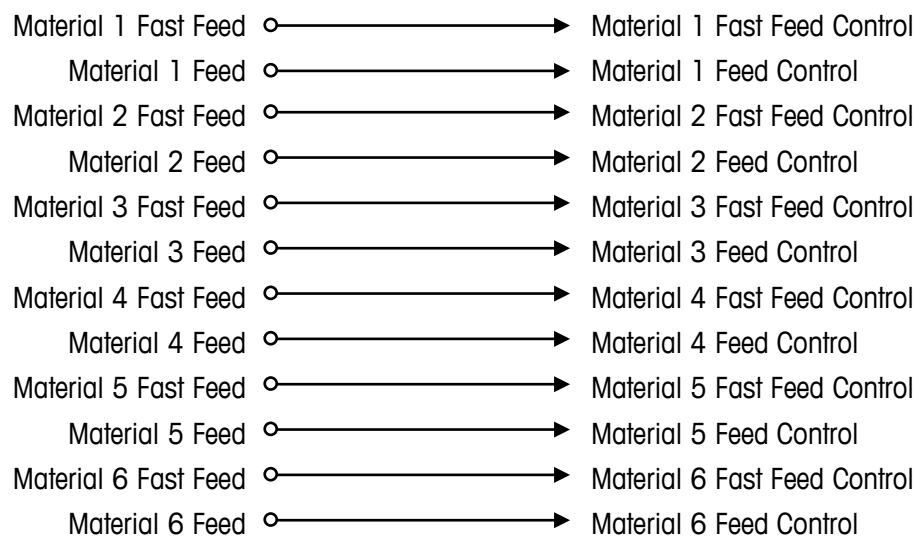 Material 1 Fast Feed Material 1 Fast Feed Control
Material 1 Feed Material 1 Feed Control
Material 2 Fast Feed Material 2 Fast Feed Control
Material 2 Feed Material 2 Feed Control
Material 3 Fast Feed Material 3 Fast Feed Control
Material 3 Feed Material 3 Feed Control
Material 4 Fast Feed Material 4 Fast Feed Control
Material 4 Feed Material 4 Feed Control
Material 5 Fast Feed Material 5 Fast Feed Control
Material 5 Feed Material 5 Feed Control
Material 6 Fast Feed Material 6 Fast Feed Control
Material 6 Feed Material 6 Feed Control